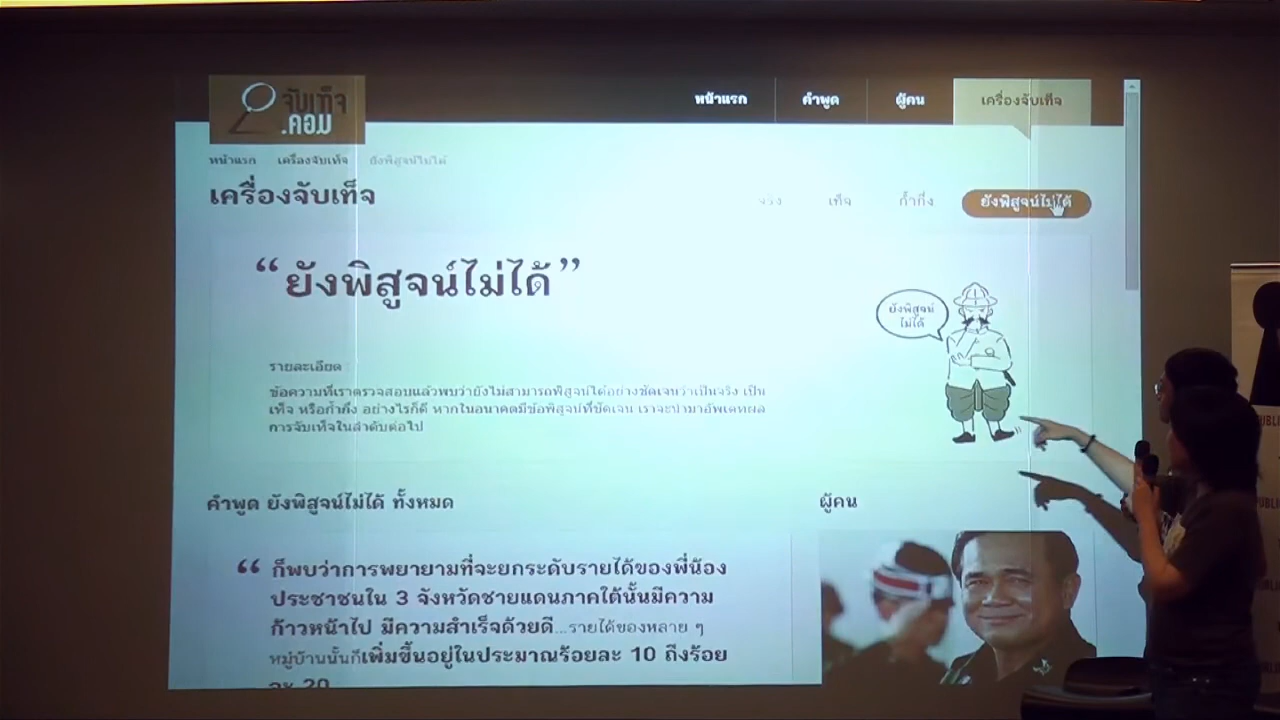 จับเท็จ
.คอม
หน้าแรก คำพูด ผู้คน เครื่องจับเท็จ
หน้าแรก เครื่องจับเท็จ ยังพิสูจน์ไม่ได้
เครื่องจับเท็จ
จริง เท็จ ก้ำกึ่ง ยังพิสูจน์ไม่ได้
“ยังพิสูจน์ไม่ได้”
ยังพิสูจน์
ไม่ได้
รายละเอียด
ข้อความที่เราตรวจสอบแล้วพบว่ายังไม่สามารถพิสูจน์ได้อย่างชัดเจนว่าเป็นจริง เป็น
เท็จ หรือก้ำกึ่ง อย่างไรก็ดี หากในอนาคตมีข้อพิสูจน์ที่ชัดเจน เราจะนำมาอัพเดทผล
การจับเท็จในลำดับต่อไป
คำพูด ยังพิสูจน์ไม่ได้ ทั้งหมด
ผู้คน
“ ก็พบว่าการพยายามที่จะยกระดับรายได้ของพี่น้อง
ประชาชนใน 3 จังหวัดชายแดนภาคใต้นั้นมีความ
ก้าวหน้าไป มีความสำเร็จด้วยดี...รายได้ของหลาย ๆ
หมู่บ้านนั้นก็เพิ่มขึ้นอยู่ในประมาณร้อยละ 10 ถึงร้อย
ละ 20